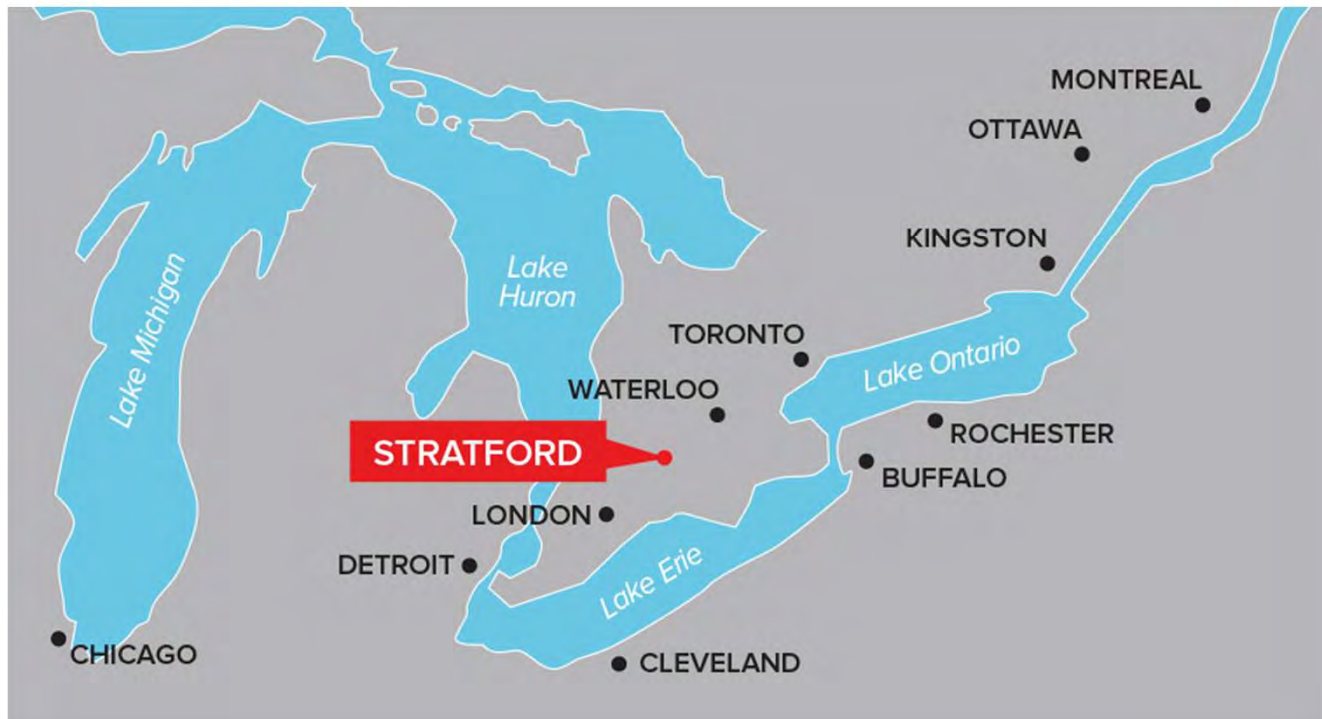 MONTREAL
OTTAWA
KINGSTON
Lake
Huron
Lake Michigan
TORONTO
Lake Ontario
WATERLOO
STRATFORD
ROCHESTER
BUFFALO
LONDON
DETROIT
Lake Erie
CHICAGO
CLEVELAND